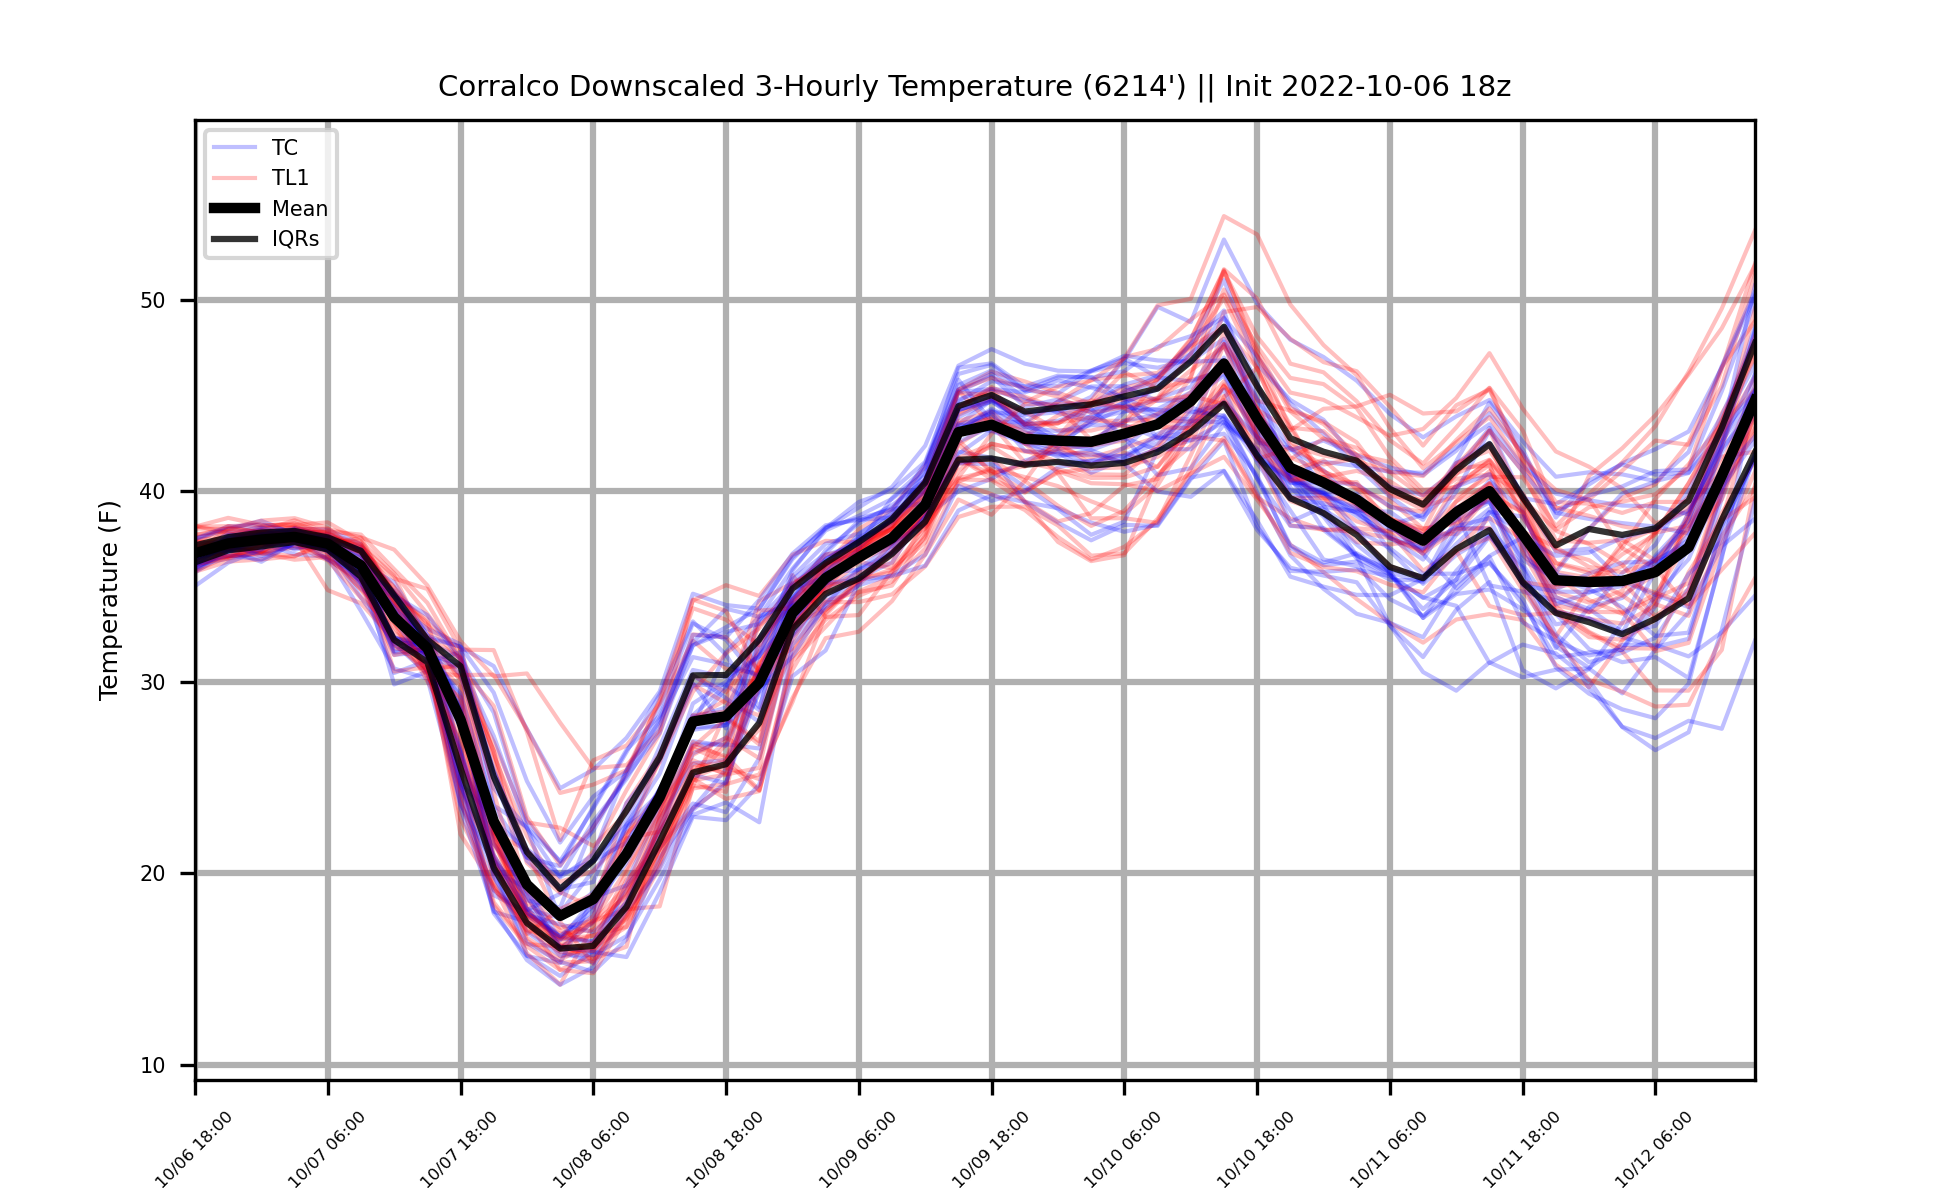 Corralco Downscaled 3-Hourly Temperature (6214') || Init 2022-10-06 18z
TC
TL1
Mean
IQRs
Temperature (F)
50
40
30
20
10
10/06 18:00
10/07 06:00
10/07 18:00
10/08 06:00
10/08 18:00
10/09 06:00
10/09 18:00
10/10 06:00
10/10 18:00
10/11 06:00
10/11 18:00
10/12 06:00